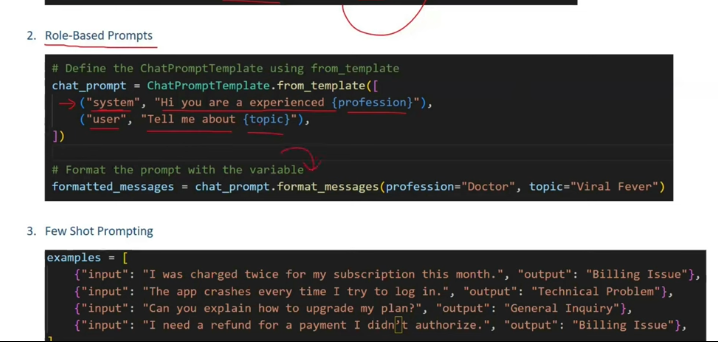 2. Role-Based Prompts
# Define the ChatPromptTemplate using from_template
chat_prompt = ChatPromptTemplate.from_template([
("system", "Hi you are a experienced {profession}"),
("user", "Tell me about {topic}"),
])
# Format the prompt with the variable
formatted_messages = chat_prompt.format_messages(profession="Doctor", topic="Viral Fever")
3. Few Shot Prompting
examples = [
{"input": "I was charged twice for my subscription this month.", "output": "Billing Issue"},
{"input": "The app crashes every time I try to log in.", "output": "Technical Problem"},
{"input": "Can you explain how to upgrade my plan?", "output": "General Inquiry"},
{"input": "I need a refund for a payment I didn't authorize.", "output": "Billing Issue"},